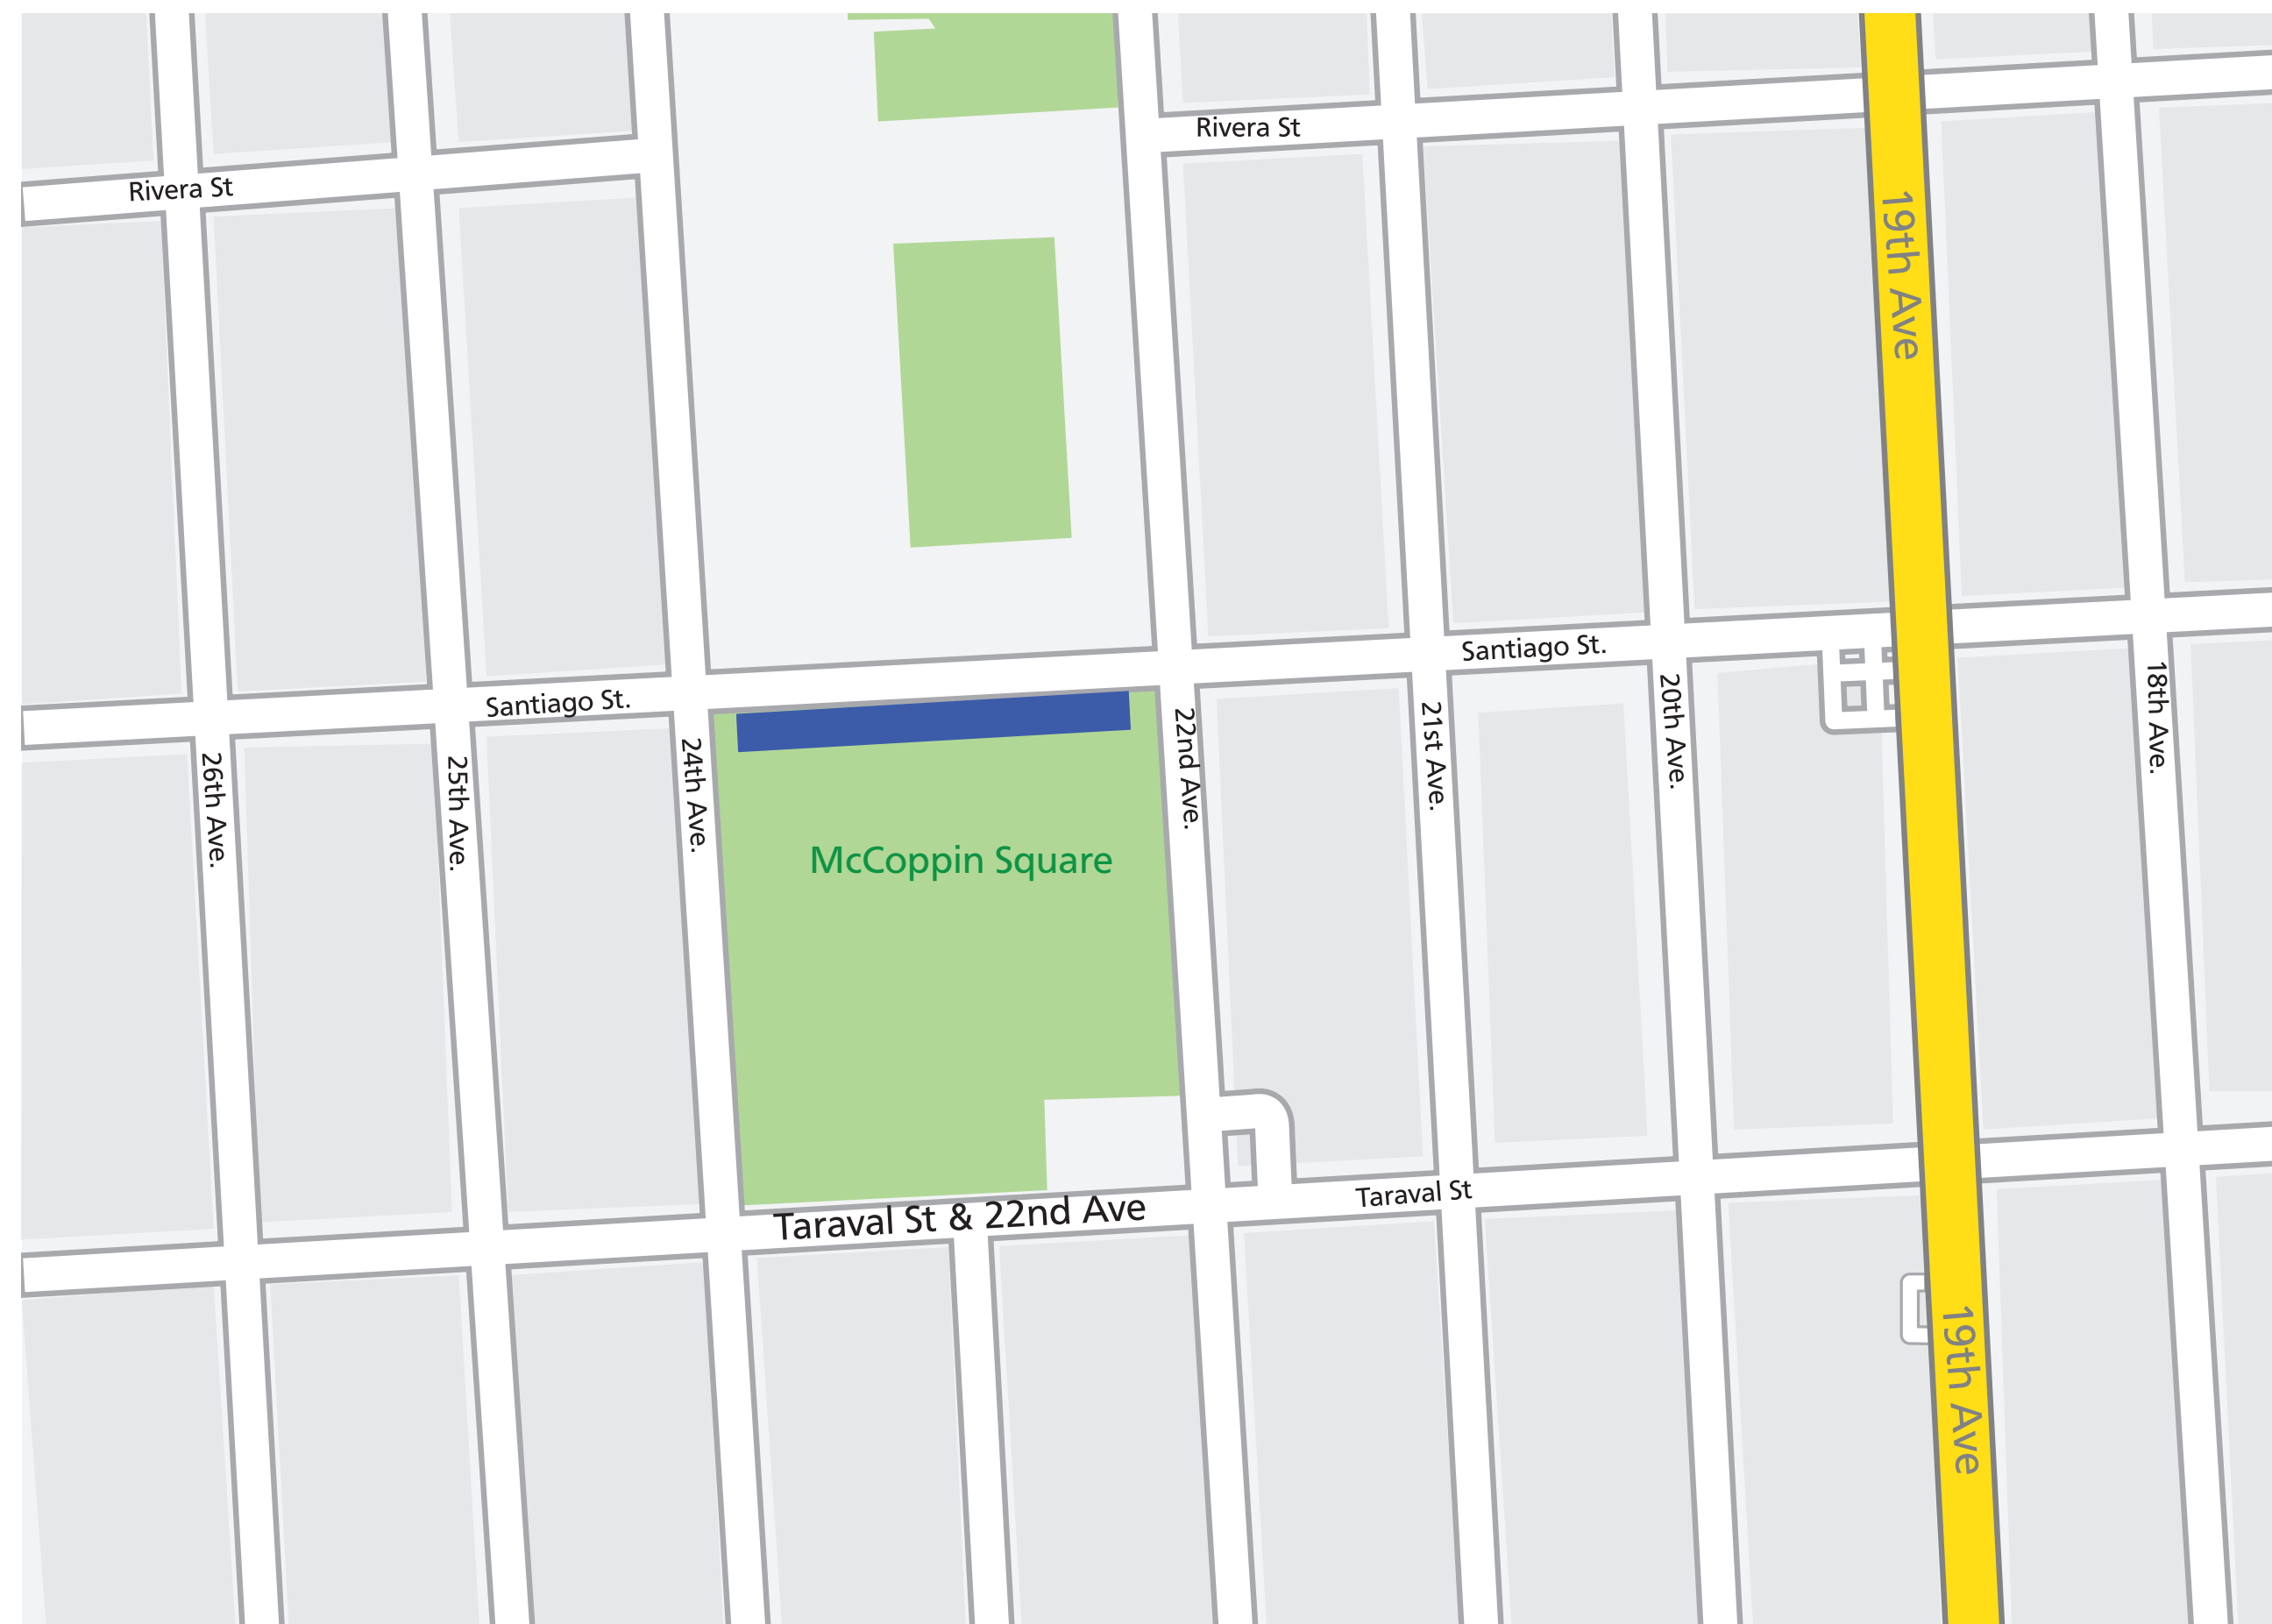 Rivera St
Rivera St
19th Ave
Santiago St.
Santiago St.
26th Ave.
25th Ave.
24th Ave.
22nd Ave.
21st Ave.
20th Ave.
18th Ave.
McCoppin Square
Taraval St & 22nd Ave
Taraval St
19th Ave